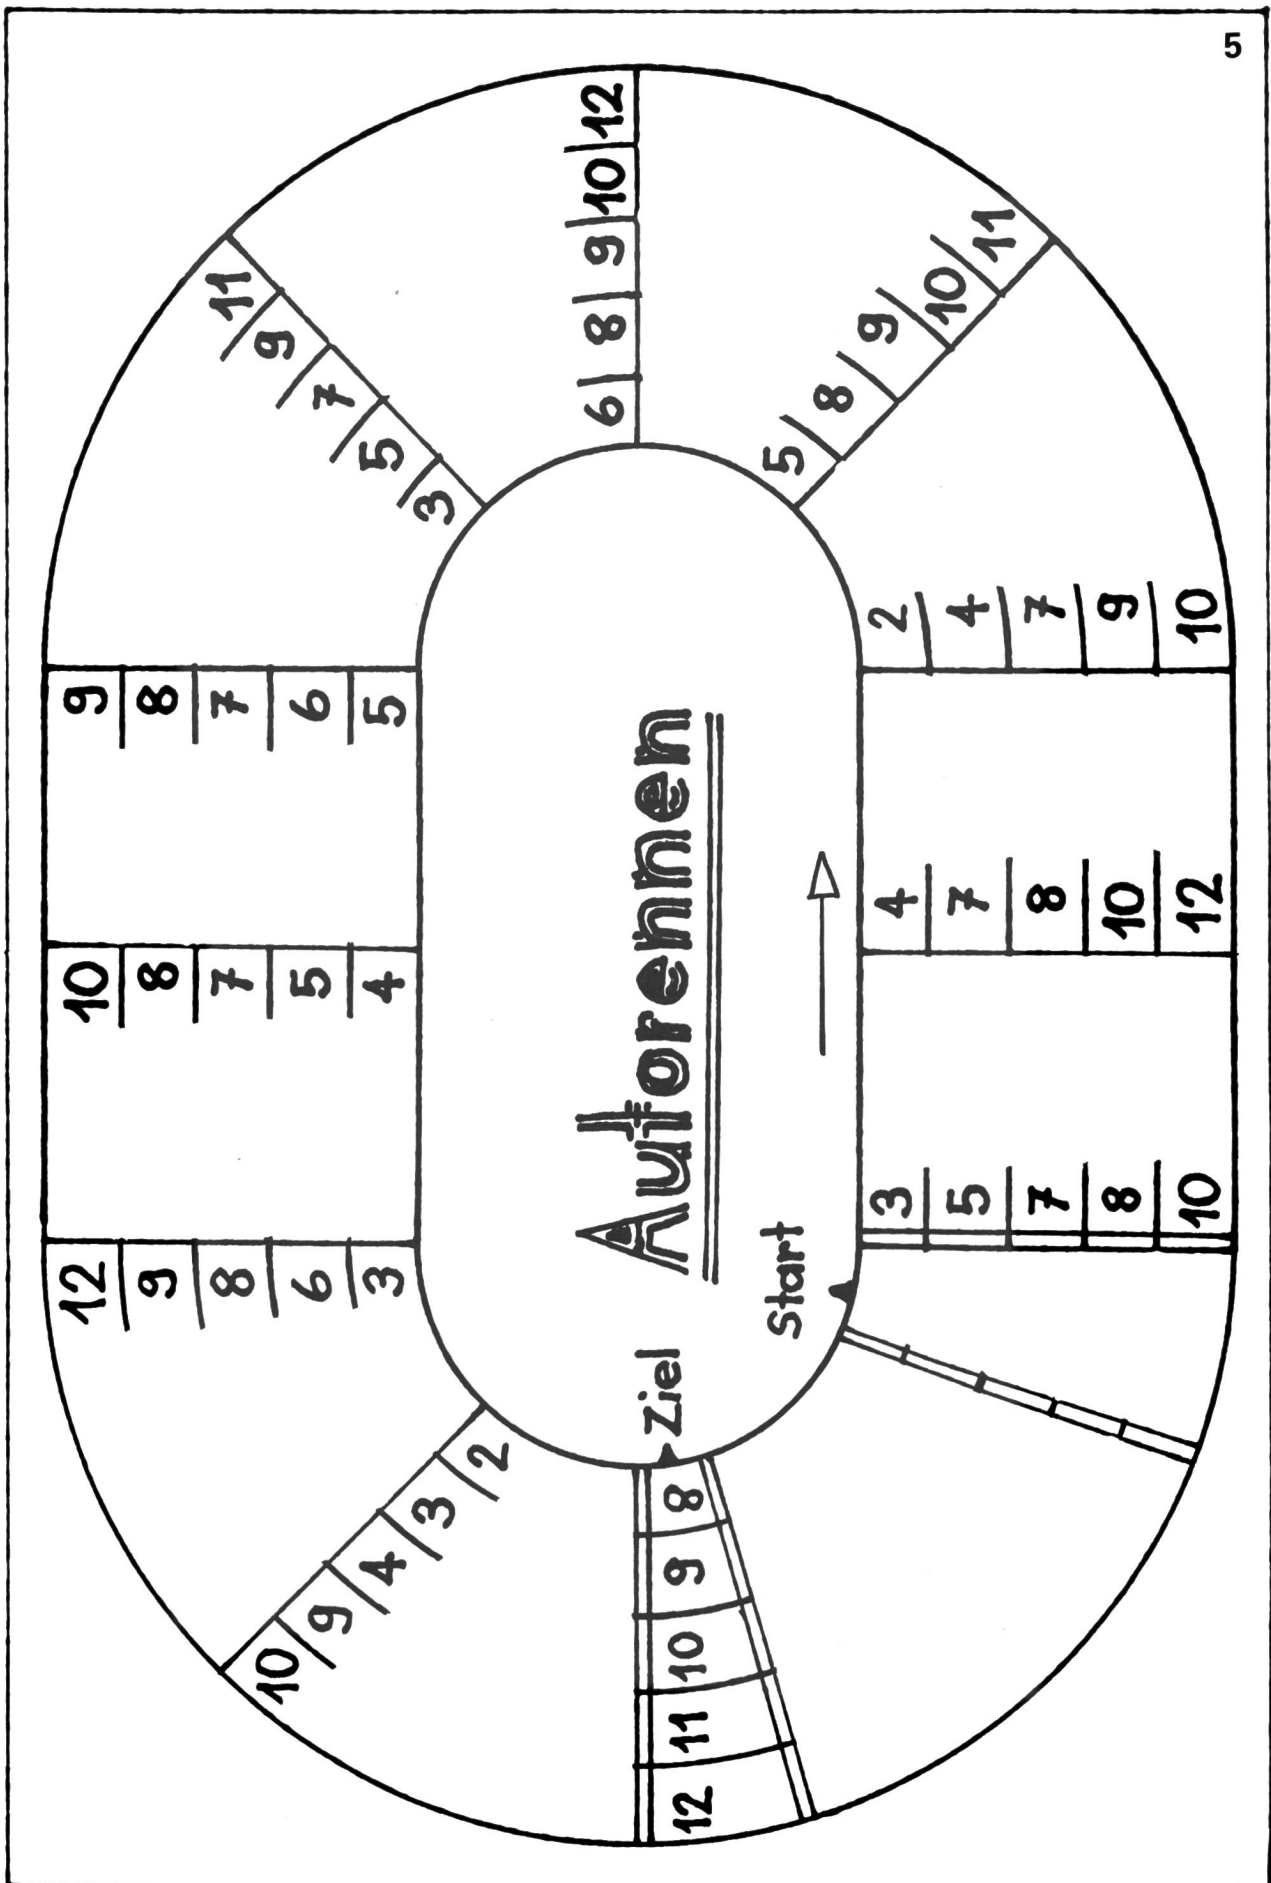 5
Autorennen
Start
3 5 7 8 10
4 7 8 10 12
2 4 7 9 10
5 8 9 10 11
6 8 9 10 12
3 5 7 9 11
5 6 7 8 9
4 5 7 8 10
3 6 8 9 12
2 3 4 9 10
Ziel
8 9 10 11 12